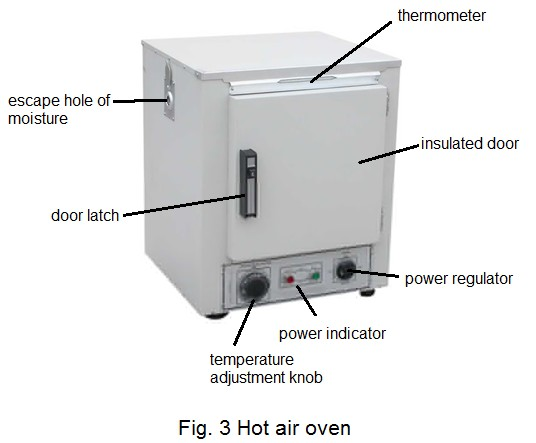 thermometer
escape hole of
moisture
insulated door
door latch
power regulator
power indicator
temperature
adjustment knob
Fig. 3 Hot air oven